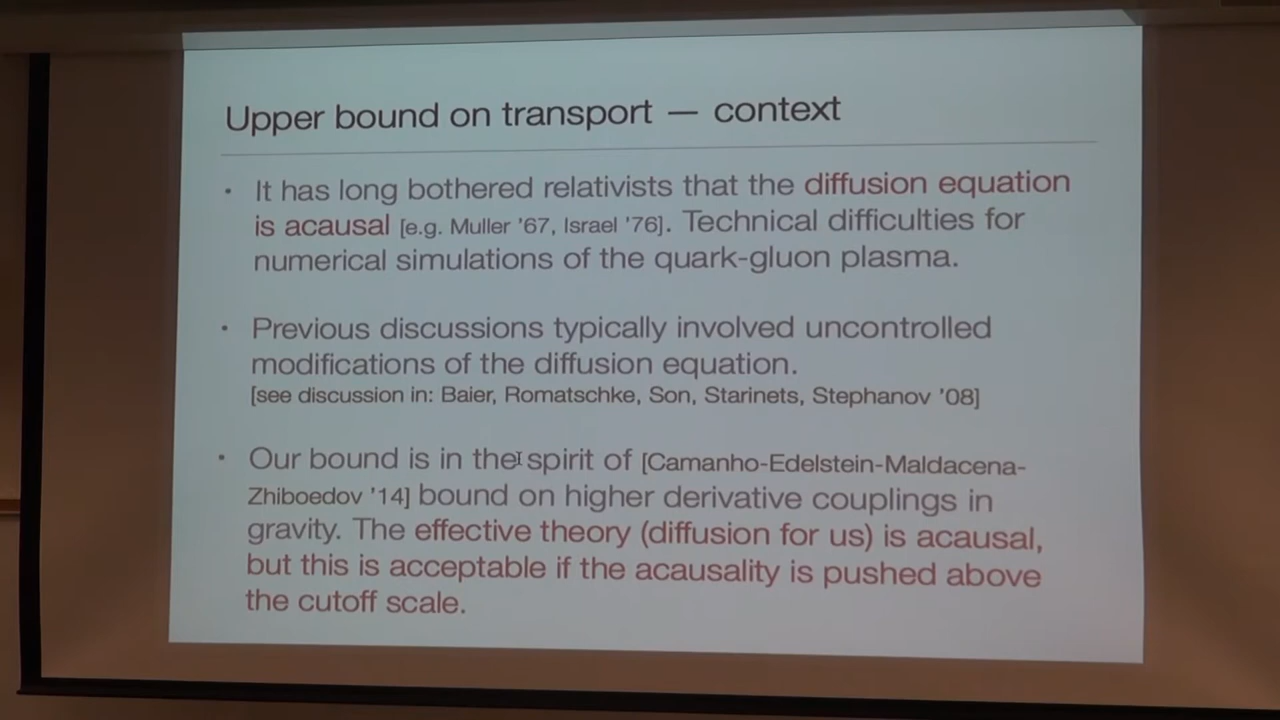 Upper bound on transport — context
• It has long bothered relativists that the diffusion equation
is acausal [e.g. Muller '67, Israel '76]. Technical difficulties for
numerical simulations of the quark-gluon plasma.
• Previous discussions typically involved uncontrolled
modifications of the diffusion equation.
[see discussion in: Baier, Romatschke, Son, Starinets, Stephanov '08]
• Our bound is in the spirit of [Camanho-Edelstein-Maldacena-
Zhiboedov '14] bound on higher derivative couplings in
gravity. The effective theory (diffusion for us) is acausal,
but this is acceptable if the acausality is pushed above
the cutoff scale.